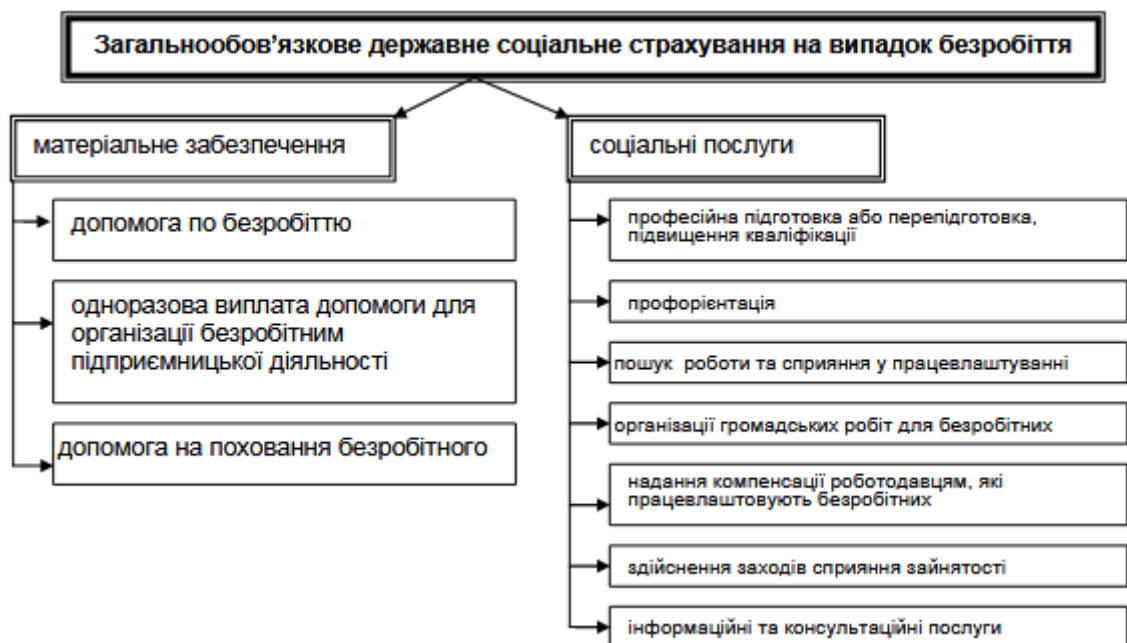 Загальнообов’язкове державне соціальне страхування на випадок безробіття
матеріальне забезпечення
допомога по безробіттю
одноразова виплата допомоги для
організації безробітним
підприємницької діяльності
допомога на поховання безробітного
соціальні послуги
професійна підготовка або перепідготовка,
підвищення кваліфікації
профорієнтація
пошук роботи та сприяння у працевлаштуванні
організації громадських робіт для безробітних
надання компенсації роботодавцям, які
працевлаштовують безробітних
здійснення заходів сприяння зайнятості
інформаційні та консультаційні послуги